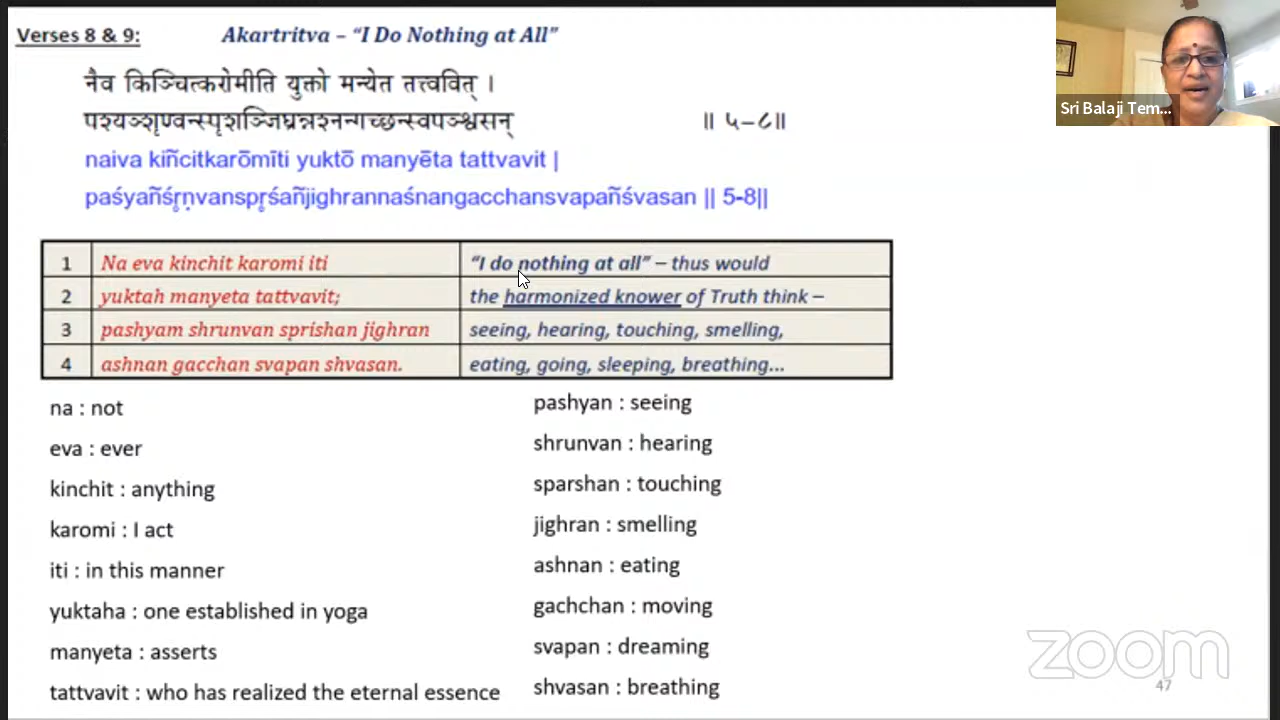 Verses 8 & 9: Akartritva – “I Do Nothing at All”
नैव किञ्चित्करोमीति युक्तो मन्येत तत्त्ववित् ।
पश्यञ्शृण्वन्स्पृशञ्जिघ्रन्नश्नन्गच्छन्स्वपञ्श्वसन् ॥ ५–८॥
naiva kiñcitkarōmīti yuktō manyēta tattvavit |
paśyañśr̥ṇvanspr̥śañjighrannaśnangacchansvapañśvasan || 5-8||
1 Na eva kinchit karomi iti “I do nothing at all” – thus would
2 yuktah manyeta tattvavit; the harmonized knower of Truth think –
3 pashyam shrunvan sprishan jighran seeing, hearing, touching, smelling,
4 ashnan gacchan svapan shvasan. eating, going, sleeping, breathing...
na : not
eva : ever
kinchit : anything
karomi : I act
iti : in this manner
yuktaha : one established in yoga
manyeta : asserts
tattvavit : who has realized the eternal essence
pashyan : seeing
shrunvan : hearing
sparshan : touching
jighran : smelling
ashnan : eating
gachchan : moving
svapan : dreaming
shvasan : breathing
Sri Balaji Tem...
zoom
47